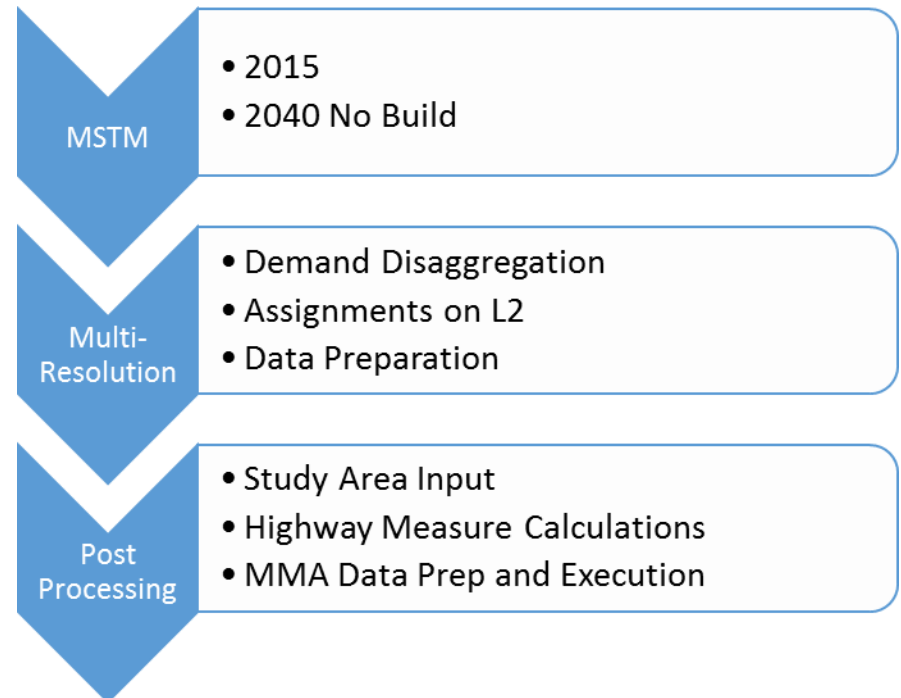 MSTM
• 2015
• 2040 No Build
Multi-
Resolution
• Demand Disaggregation
• Assignments on L2
• Data Preparation
Post
Processing
• Study Area Input
• Highway Measure Calculations
• MMA Data Prep and Execution